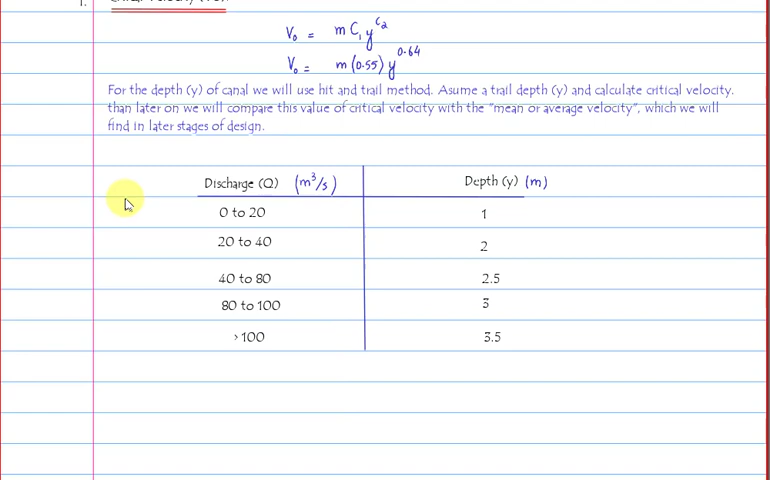 1.
V₀ = m C₁ y^C₂
V₀ = m (0.55) y^0.64
For the depth (y) of canal we will use hit and trail method. Asume a trail depth (y) and calculate critical velocity.
than later on we will compare this value of critical velocity with the "mean or average velocity", which we will
find in later stages of design.
Discharge (Q) (m³/s) Depth (y) (m)
0 to 20 1
20 to 40 2
40 to 80 2.5
80 to 100 3
>100 3.5